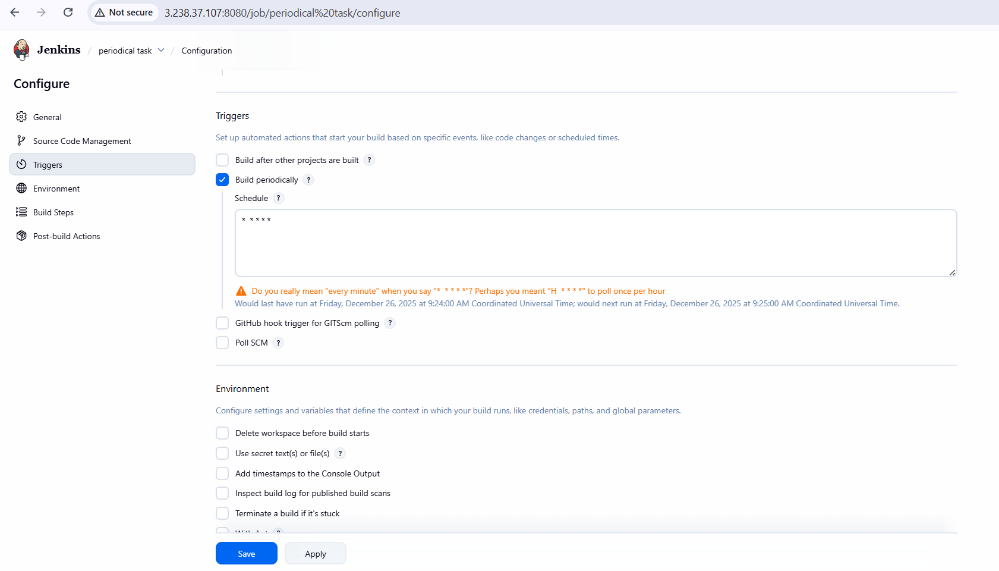 Not secure 3.238.37.107:8080/job/periodical%20task/configure
Jenkins / periodical task / Configuration
Configure
General
Source Code Management
Triggers
Environment
Build Steps
Post-build Actions
Triggers
Set up automated actions that start your build based on specific events, like code changes or scheduled times.
Build after other projects are built ?
Build periodically ?
Schedule ?
*  * * * *
Do you really mean "every minute" when you say "*  * * * *"? Perhaps you meant "H  * * * *" to poll once per hour
Would last have run at Friday, December 26, 2025 at 9:24:00 AM Coordinated Universal Time; would next run at Friday, December 26, 2025 at 9:25:00 AM Coordinated Universal Time.
GitHub hook trigger for GITScm polling ?
Poll SCM ?
Environment
Configure settings and variables that define the context in which your build runs, like credentials, paths, and global parameters.
Delete workspace before build starts
Use secret text(s) or file(s) ?
Add timestamps to the Console Output
Inspect build log for published build scans
Terminate a build if it's stuck
With Ant ?
Save Apply